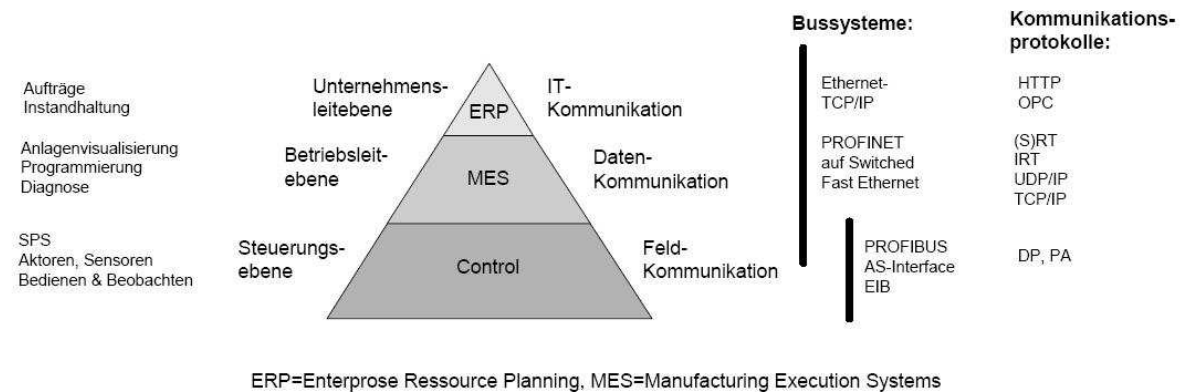 Bussysteme:
Kommunikations-
protokolle:
Aufträge
Instandhaltung
Unternehmens-
leitebene
ERP
IT-
Kommunikation
Ethernet-
TCP/IP
HTTP
OPC
Anlagenvisualisierung
Programmierung
Diagnose
Betriebsleit-
ebene
MES
Daten-
Kommunikation
PROFINET
auf Switched
Fast Ethernet
(S)RT
IRT
UDP/IP
TCP/IP
SPS
Aktoren, Sensoren
Bedienen & Beobachten
Steuerungs-
ebene
Control
Feld-
Kommunikation
PROFIBUS
AS-Interface
EIB
DP, PA
ERP=Enterprose Ressource Planning, MES=Manufacturing Execution Systems